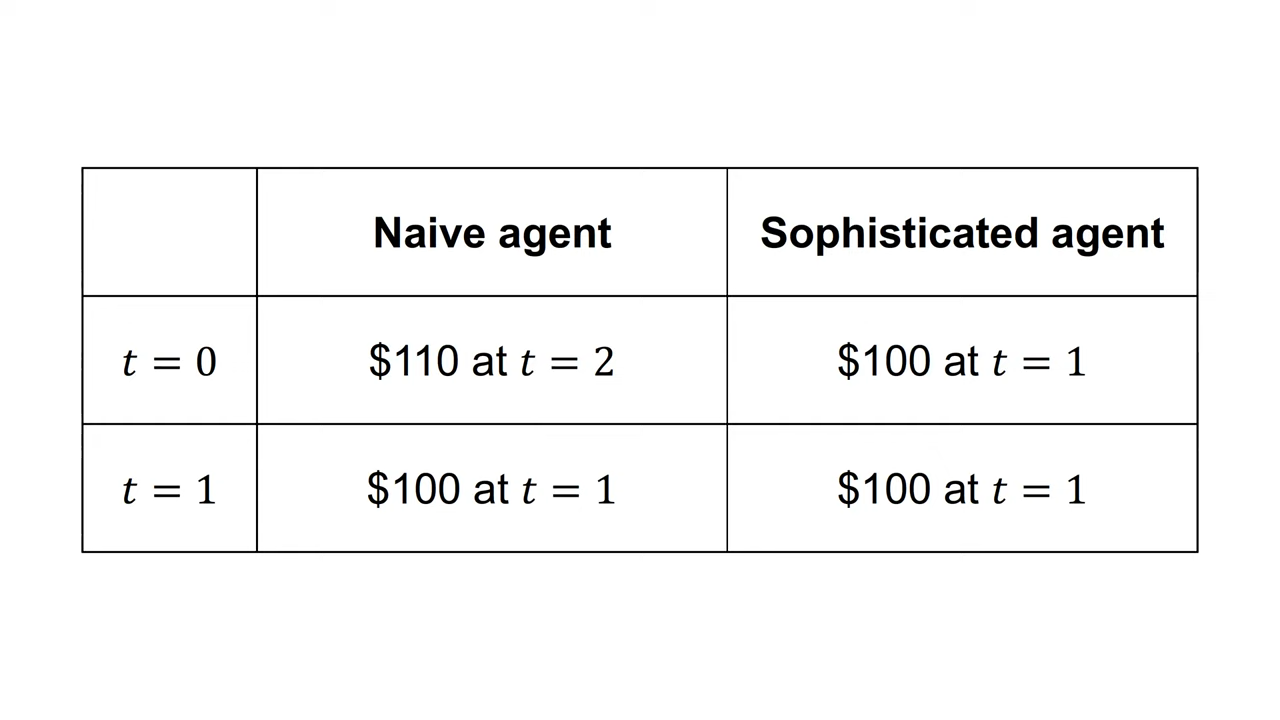 Naive agent Sophisticated agent
t = 0 $110 at t = 2 $100 at t = 1
t = 1 $100 at t = 1 $100 at t = 1